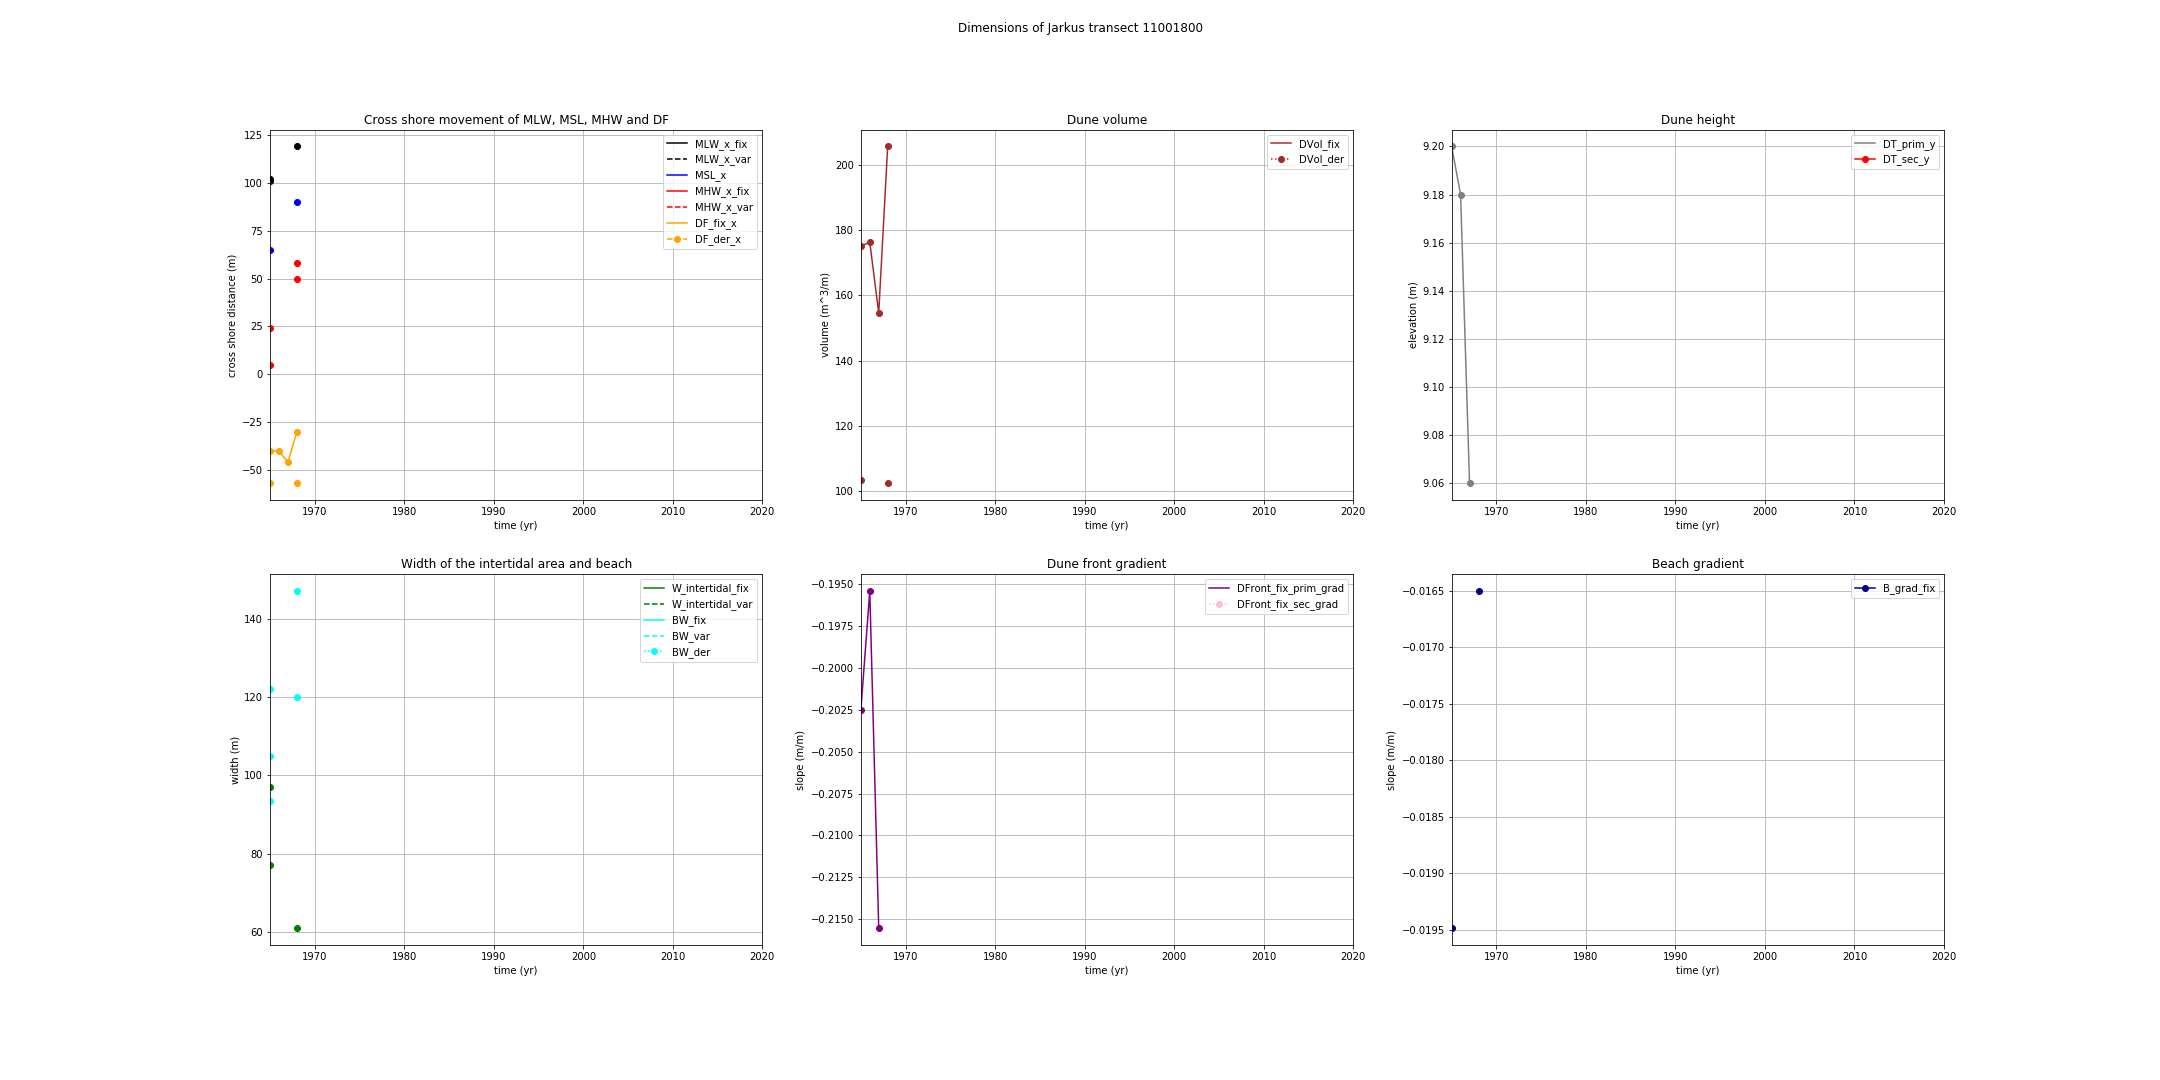 Dimensions of Jarkus transect 11001800
Cross shore movement of MLW, MSL, MHW and DF
cross shore distance (m)
125
100
75
50
25
0
−25
−50
MLW_x_fix
MLW_x_var
MSL_x
MHW_x_fix
MHW_x_var
DF_fix_x
DF_der_x
1970 1980 1990 2000 2010 2020
time (yr)
Dune volume
volume (m^3/m)
200
180
160
140
120
100
DVol_fix
DVol_der
1970 1980 1990 2000 2010 2020
time (yr)
Dune height
elevation (m)
9.20
9.18
9.16
9.14
9.12
9.10
9.08
9.06
DT_prim_y
DT_sec_y
1970 1980 1990 2000 2010 2020
time (yr)
Width of the intertidal area and beach
width (m)
140
120
100
80
60
W_intertidal_fix
W_intertidal_var
BW_fix
BW_var
BW_der
1970 1980 1990 2000 2010 2020
time (yr)
Dune front gradient
slope (m/m)
−0.1950
−0.1975
−0.2000
−0.2025
−0.2050
−0.2075
−0.2100
−0.2125
−0.2150
DFront_fix_prim_grad
DFront_fix_sec_grad
1970 1980 1990 2000 2010 2020
time (yr)
Beach gradient
slope (m/m)
−0.0165
−0.0170
−0.0175
−0.0180
−0.0185
−0.0190
−0.0195
B_grad_fix
1970 1980 1990 2000 2010 2020
time (yr)